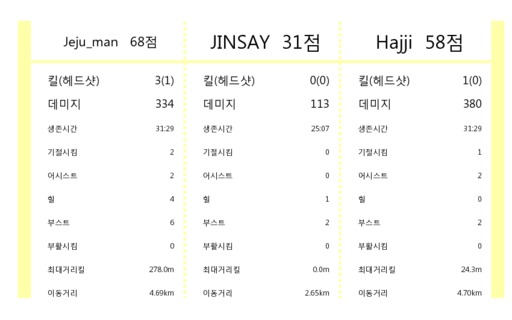 Jeju_man 68점
킬(헤드샷) 3(1)
데미지 334
생존시간 31:29
기절시킴 2
어시스트 2
힐 4
부스트 6
부활시킴 0
최대거리킬 278.0m
이동거리 4.69km
JINSAY 31점
킬(헤드샷) 0(0)
데미지 113
생존시간 25:07
기절시킴 0
어시스트 0
힐 1
부스트 2
부활시킴 0
최대거리킬 0.0m
이동거리 2.65km
Hajji 58점
킬(헤드샷) 1(0)
데미지 380
생존시간 31:29
기절시킴 1
어시스트 2
힐 0
부스트 2
부활시킴 0
최대거리킬 24.3m
이동거리 4.70km